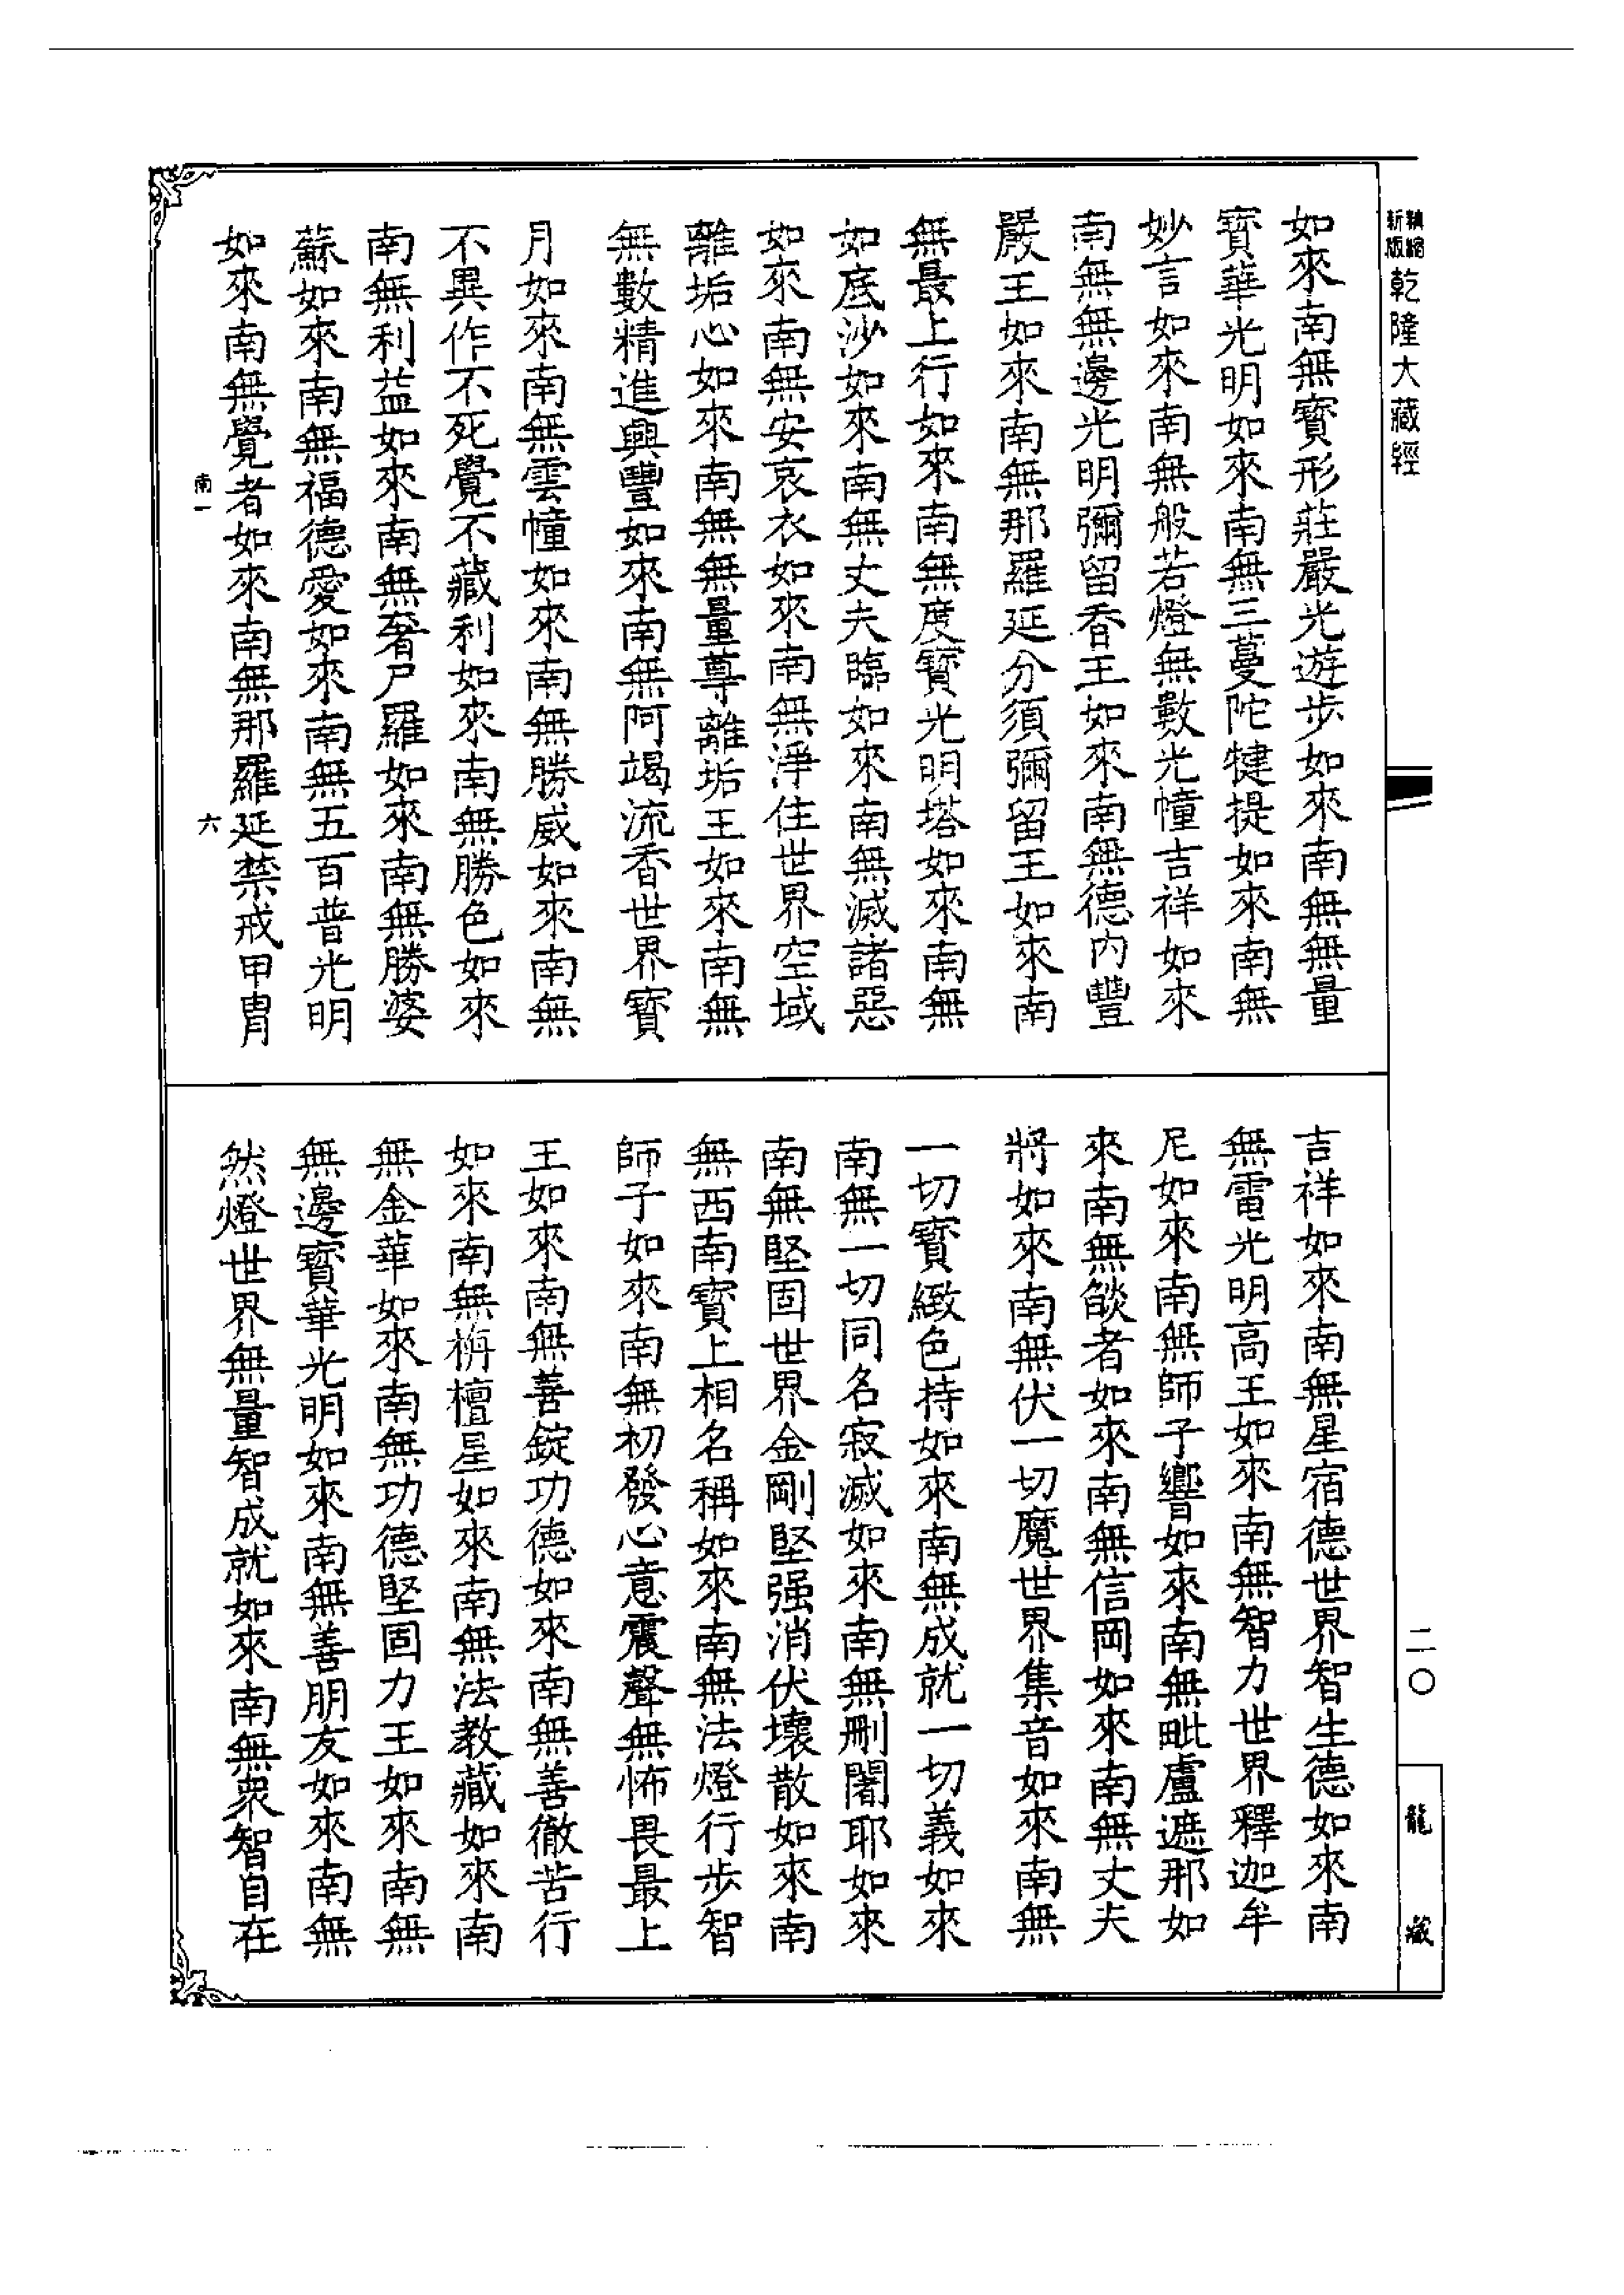 新縮
新版
乾隆大藏經
如來南無寶形莊嚴光遊步如來南無無量
寶華光明如來南無三蔓陀犍提如來南無
妙言如來南無般若燈無數光幢吉祥如來
南無無邊光明彌留香王如來南無德內豐
嚴王如來南無那羅延分須彌留王如來南
無最上行如來南無度寶光明塔如來南無
如底沙如來南無丈夫臨如來南無滅諸惡
如來南無安哀衣如來南無淨住世界空域
離垢心如來南無無量尊離垢王如來南無
無數精進興豐如來南無阿竭流香世界寶
月如來南無雲幢如來南無勝威如來南無
不異作不死覺不藏利如來南無勝色如來
南無利益如來南無奢尸羅如來南無勝婆
蘇如來南無福德愛如來南無五百普光明
如來南無覺者如來南無那羅延禁戒甲冑
南一
六
吉祥如來南無星宿德世界智生德如來南
無雷光明高王如來南無智力世界釋迦牟
尼如來南無師子響如來南無毗盧遮那如
來南無餤者如來南無信岡如來南無丈夫
將如來南無伏一切魔世界集音如來南無
一切寶緻色持如來南無成就一切義如來
南無一切同名寂滅如來南無刪闍耶如來
南無堅固世界金剛堅强消伏壞散如來南
無西南寶上相名稱如來南無法燈行步智
師子如來南無初發心意震聲無怖畏最上
王如來南無善錠功德如來南無善徹苦行
如來南無栴檀星如來南無法教藏如來南
無金華如來南無功德堅固力王如來南無
無邊寶華光明如來南無善朋友如來南無
然燈世界無量智成就如來南無衆智自在
二〇
龍藏